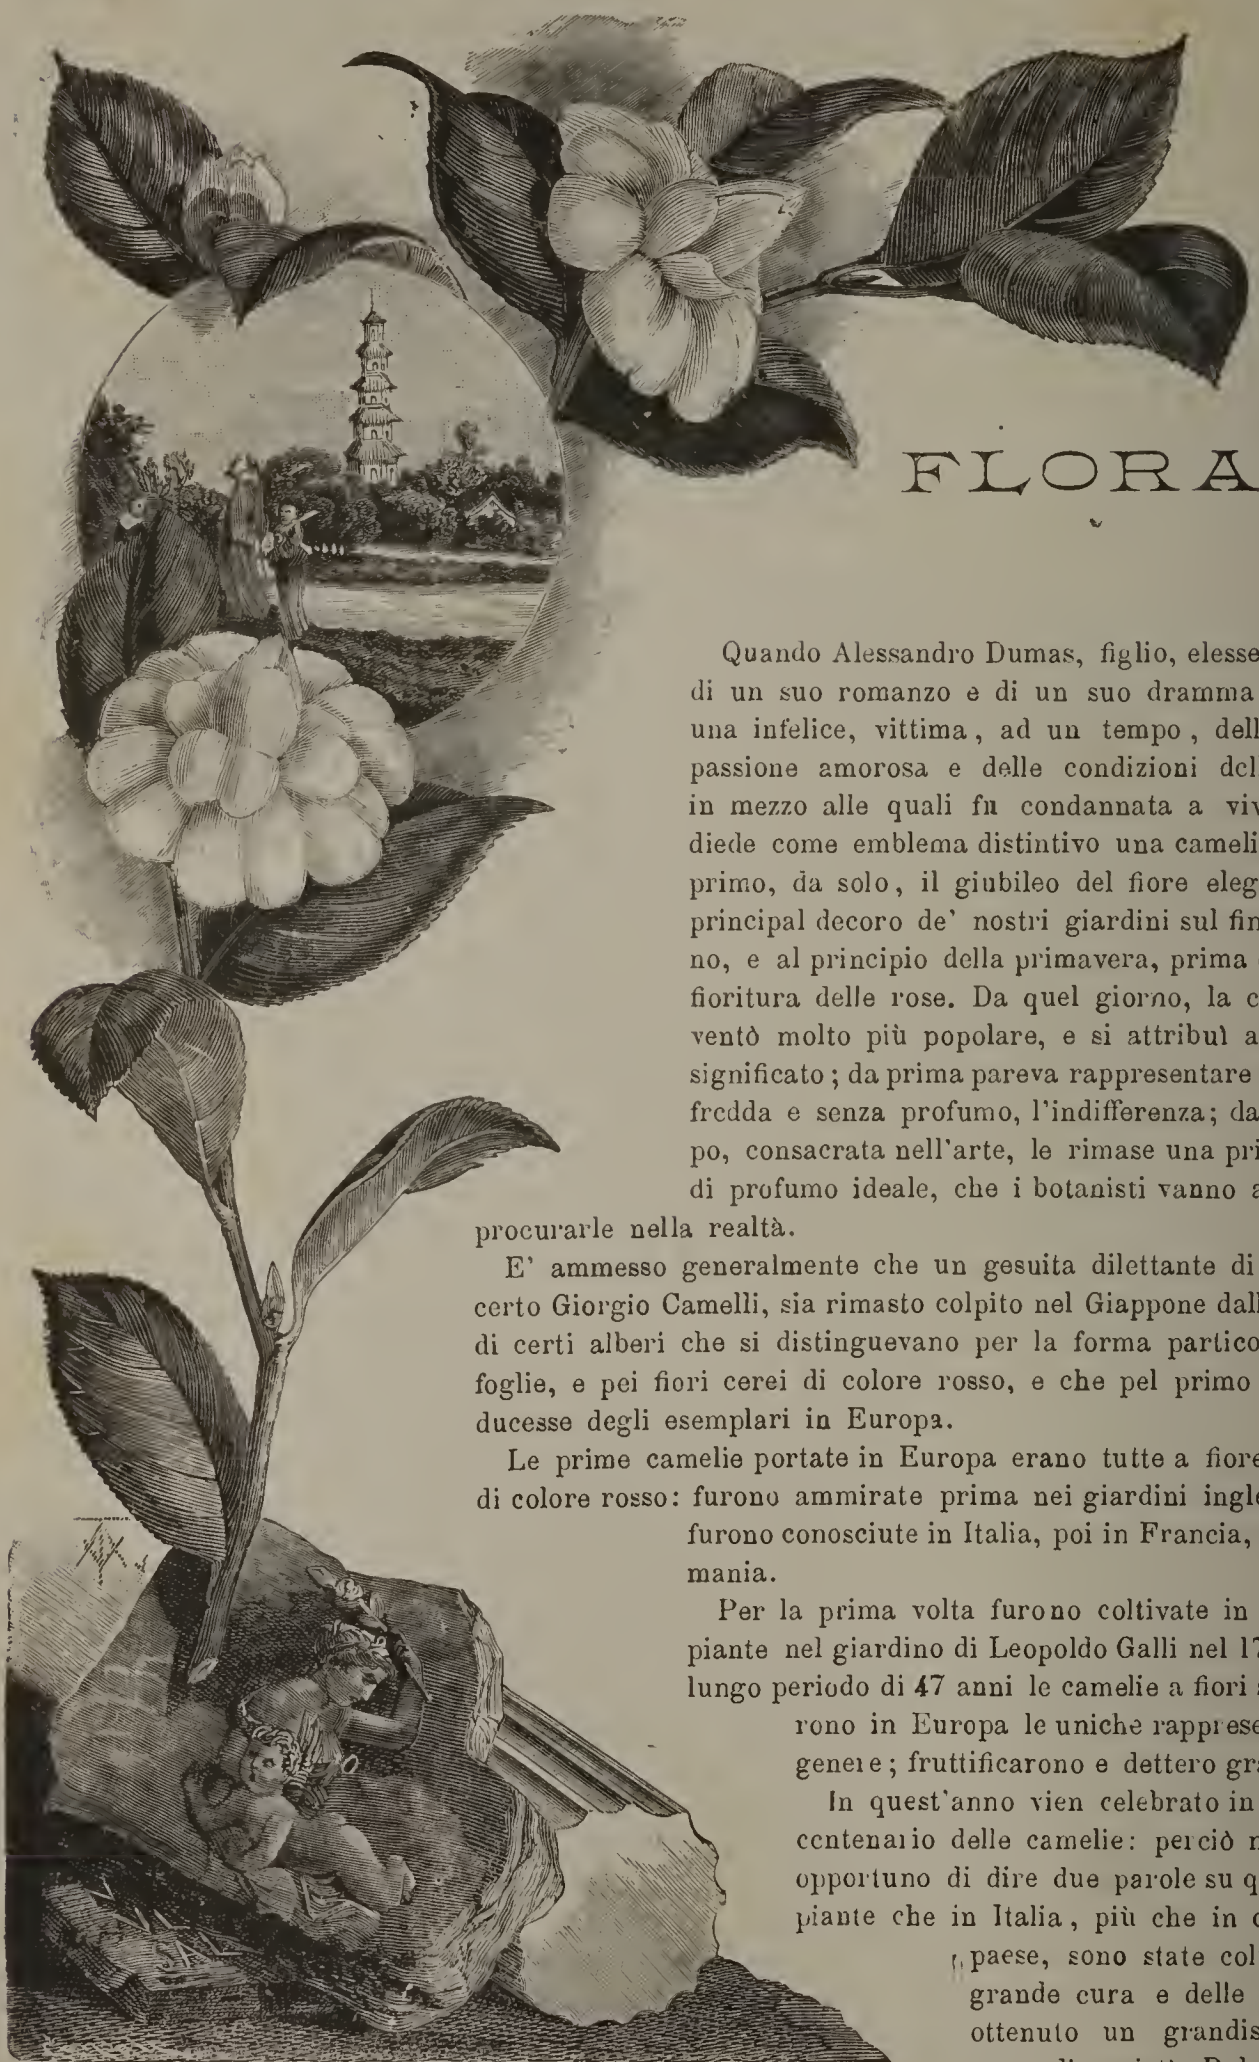 FLORA
Quando Alessandro Dumas, figlio, elesse
di un suo romanzo e di un suo dramma
una infelice, vittima, ad un tempo, dell
passione amorosa e delle condizioni del
in mezzo alle quali fu condannata a viv
diede come emblema distintivo una cameli
primo, da solo, il giubileo del fiore eleg
principal decoro de' nostri giardini sul fin
no, e al principio della primavera, prima
fioritura delle rose. Da quel giorno, la c
ventò molto più popolare, e si attribuì a
significato; da prima pareva rappresentare
fredda e senza profumo, l'indifferenza; da
po, consacrata nell'arte, le rimase una pri
di profumo ideale, che i botanisti vanno a
procurarle nella realtà.
E' ammesso generalmente che un gesuita dilettante di
certo Giorgio Camelli, sia rimasto colpito nel Giappone dall
di certi alberi che si distinguevano per la forma partico
foglie, e pei fiori cerei di colore rosso, e che pel primo
ducesse degli esemplari in Europa.
Le prime camelie portate in Europa erano tutte a fiore
di colore rosso: furono ammirate prima nei giardini ingle
furono conosciute in Italia, poi in Francia,
mania.
Per la prima volta furono coltivate in
piante nel giardino di Leopoldo Galli nel 17
lungo periodo di 47 anni le camelie a fiori
rono in Europa le uniche rapprese
genere; fruttificarono e dettero gra
In quest'anno vien celebrato in
centenario delle camelie: perciò
opportuno di dire due parole su q
piante che in Italia, più che in
paese, sono state col
grande cura e delle
ottenuto un grandis